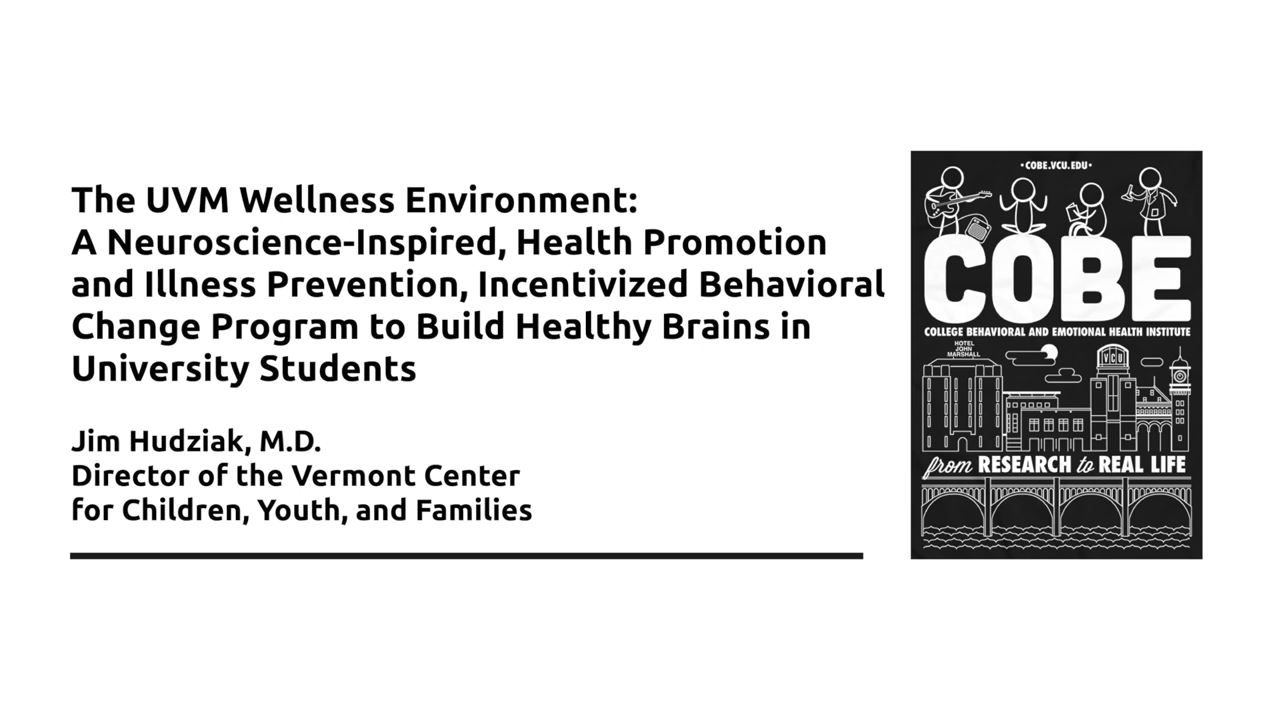 The UVM Wellness Environment:
A Neuroscience-Inspired, Health Promotion
and Illness Prevention, Incentivized Behavioral
Change Program to Build Healthy Brains in
University Students
Jim Hudziak, M.D.
Director of the Vermont Center
for Children, Youth, and Families
•COBE.VCU.EDU•
COBE
COLLEGE BEHAVIORAL AND EMOTIONAL HEALTH INSTITUTE
HOTEL
JOHN
MARSHALL
VCU
from RESEARCH to REAL LIFE